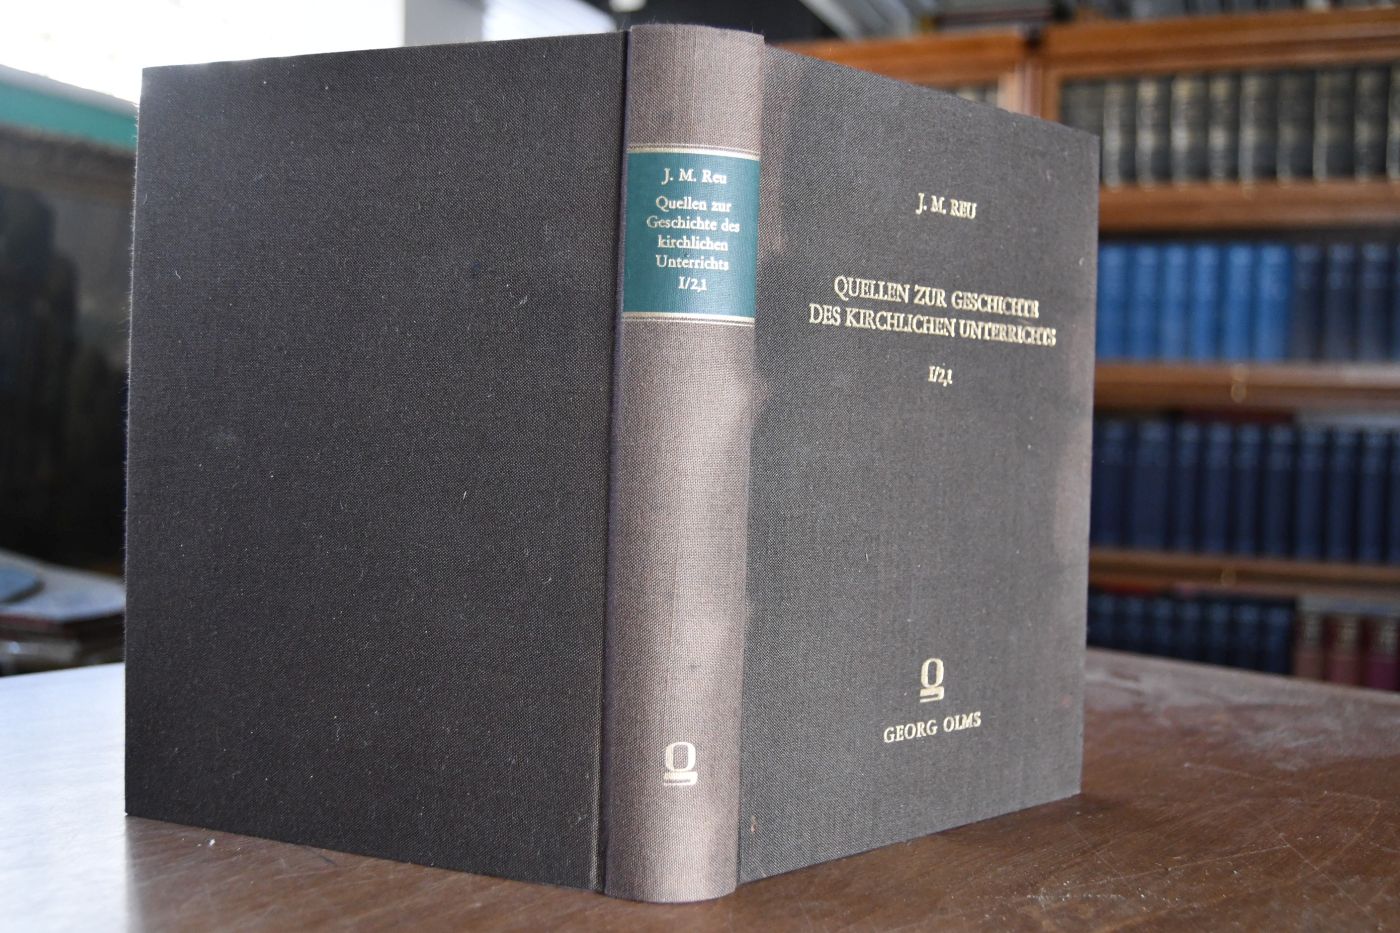 J. M. Reu
Quellen zur
Geschichte des
kirchlichen
Unterrichts
I/2,1
J. M. REU
QUELLEN ZUR GESCHICHTE
DES KIRCHLICHEN UNTERRICHTS
I/2,1
GEORG OLMS